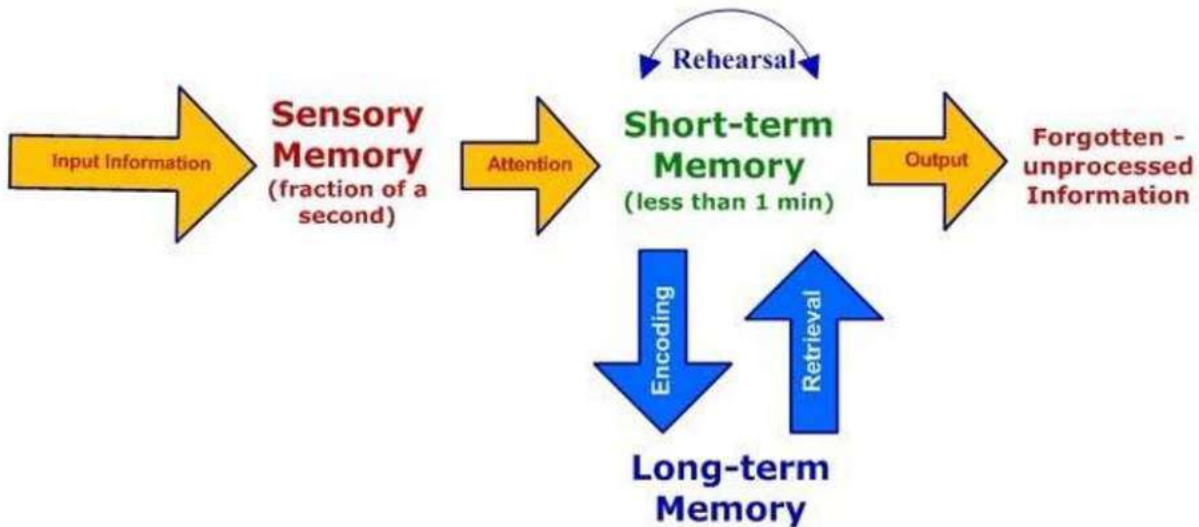 Rehearsal
Input Information
Sensory
Memory
(fraction of a
second)
Attention
Short-term
Memory
(less than 1 min)
Output
Forgotten -
unprocessed
Information
Encoding
Retrieval
Long-term
Memory